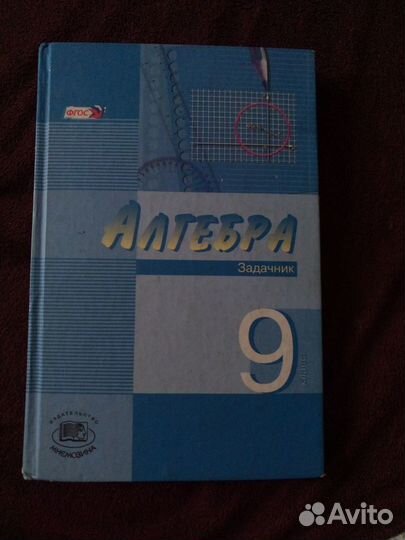 ФГОС
АЛГЕБРА
Задачник
9
класс
ИЗДАТЕЛЬСТВО
МНЕМОЗИНА
Avito